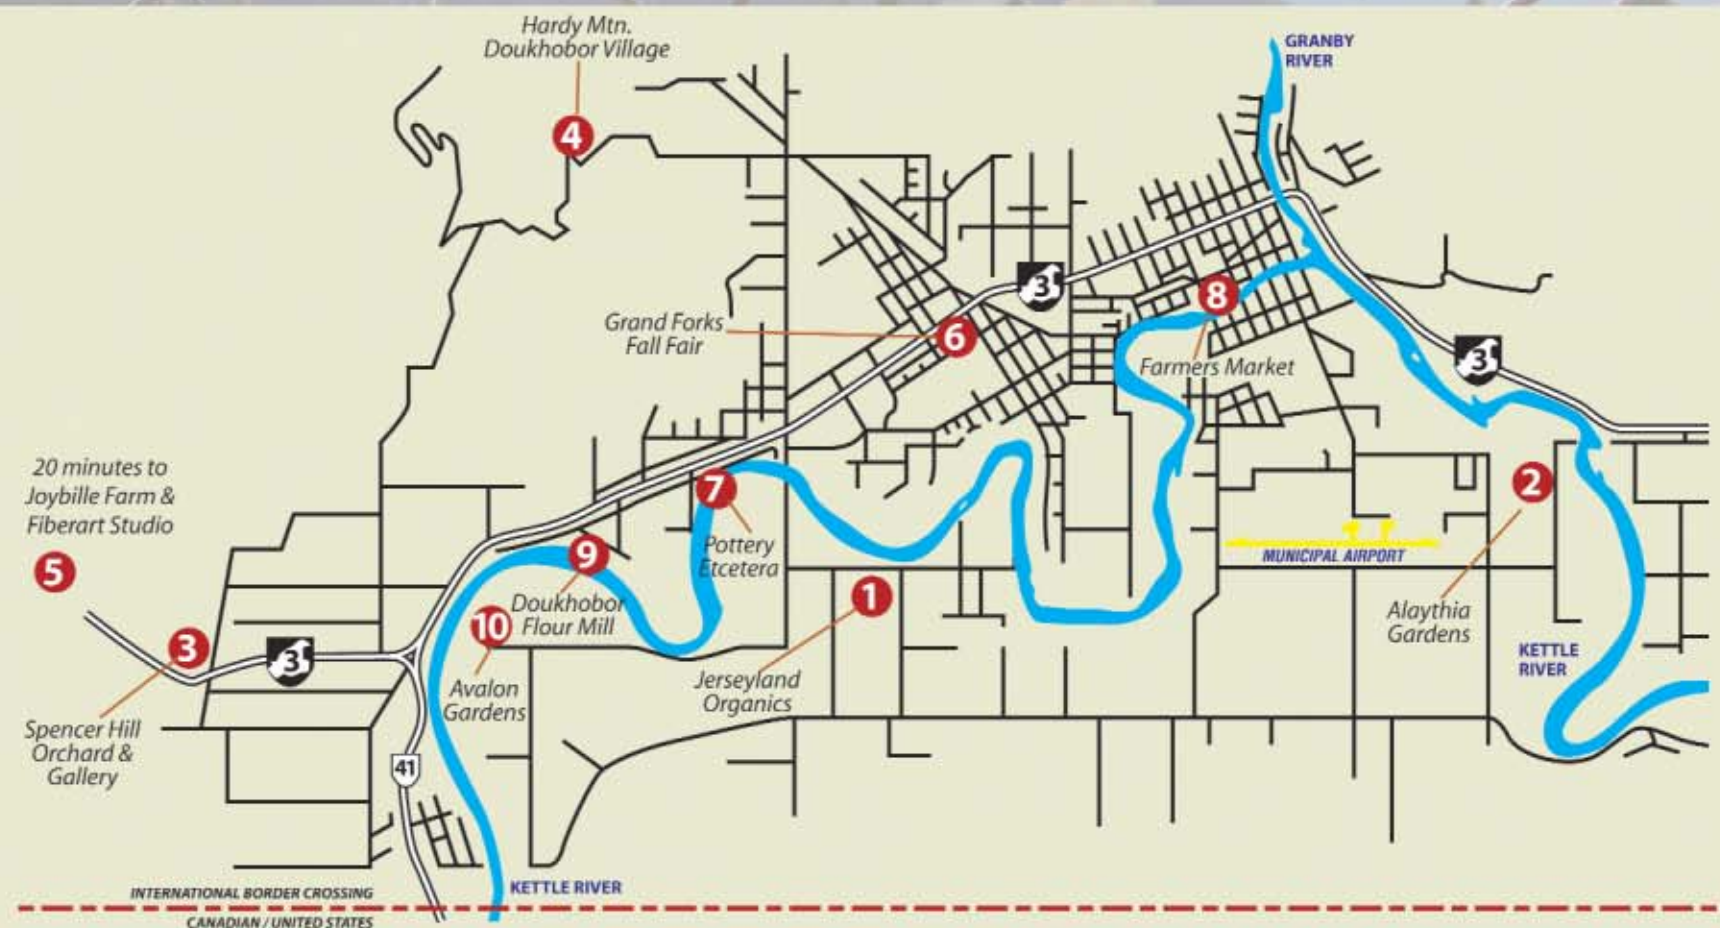 Hardy Mtn.
Doukhobor Village
4
GRANBY
RIVER
3
8
Grand Forks
Fall Fair
6
Farmers Market
3
20 minutes to
Joybille Farm &
Fiberart Studio
5
7
Pottery
Etcetera
2
MUNICIPAL AIRPORT
9
Doukhobor
Flour Mill
10
1
Alaythia
Gardens
KETTLE
RIVER
3
3
Avalon
Gardens
Jerseyland
Organics
Spencer Hill
Orchard &
Gallery
41
KETTLE RIVER
INTERNATIONAL BORDER CROSSING
CANADIAN / UNITED STATES